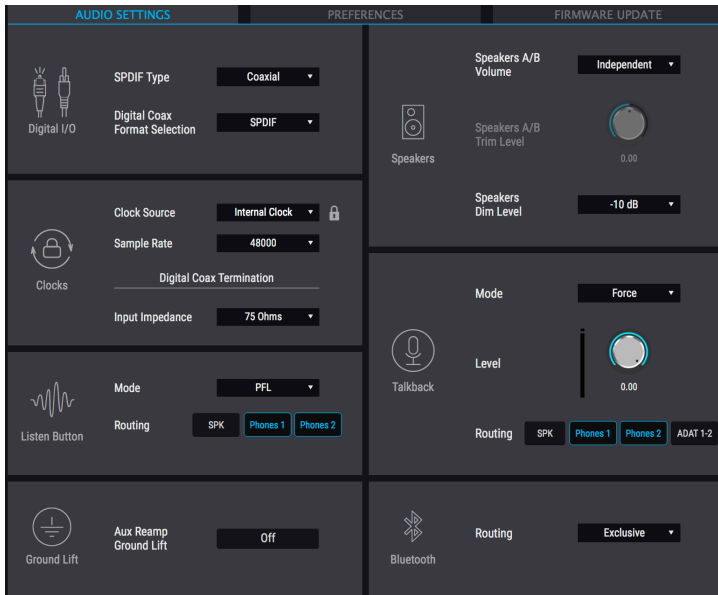 AUDIO SETTINGS
PREFERENCES
FIRMWARE UPDATE
Digital I/O
SPDIF Type
Coaxial
Digital Coax
Format Selection
SPDIF
Clocks
Clock Source
Internal Clock
Sample Rate
48000
Digital Coax Termination
Input Impedance
75 Ohms
Listen Button
Mode
PFL
Routing
SPK
Phones 1
Phones 2
Ground Lift
Aux Reamp
Ground Lift
Off
Speakers
Speakers A/B
Volume
Independent
Speakers A/B
Trim Level
0.00
Speakers
Dim Level
-10 dB
Talkback
Mode
Force
Level
0.00
Routing
SPK
Phones 1
Phones 2
ADAT 1-2
Bluetooth
Routing
Exclusive